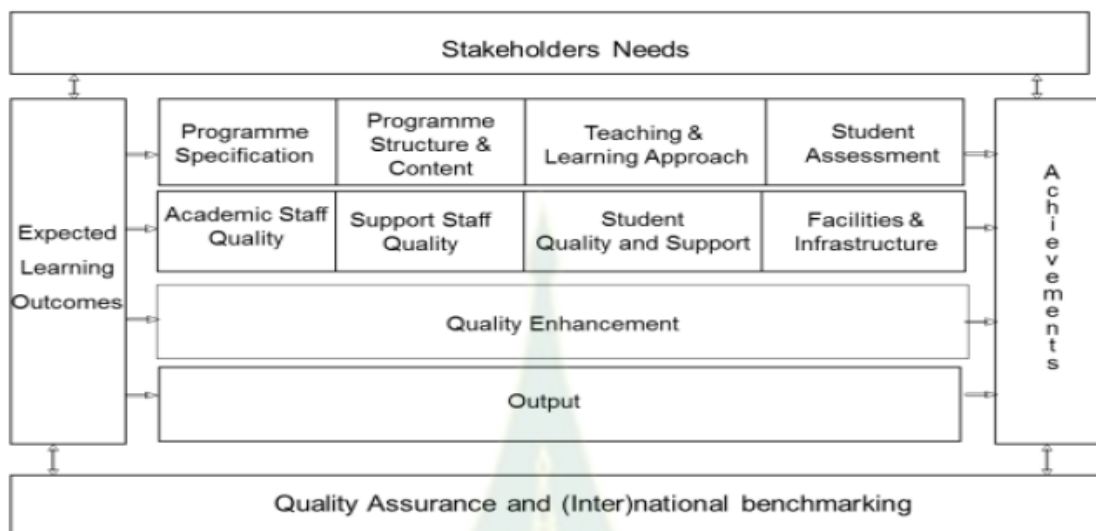 Stakeholders Needs
Programme
Specification
Programme
Structure &
Content
Teaching &
Learning Approach
Student
Assessment
Academic Staff
Quality
Support Staff
Quality
Student
Quality and Support
Facilities &
Infrastructure
Expected
Learning
Outcomes
Quality Enhancement
Output
Achievements
Quality Assurance and (Inter)national benchmarking